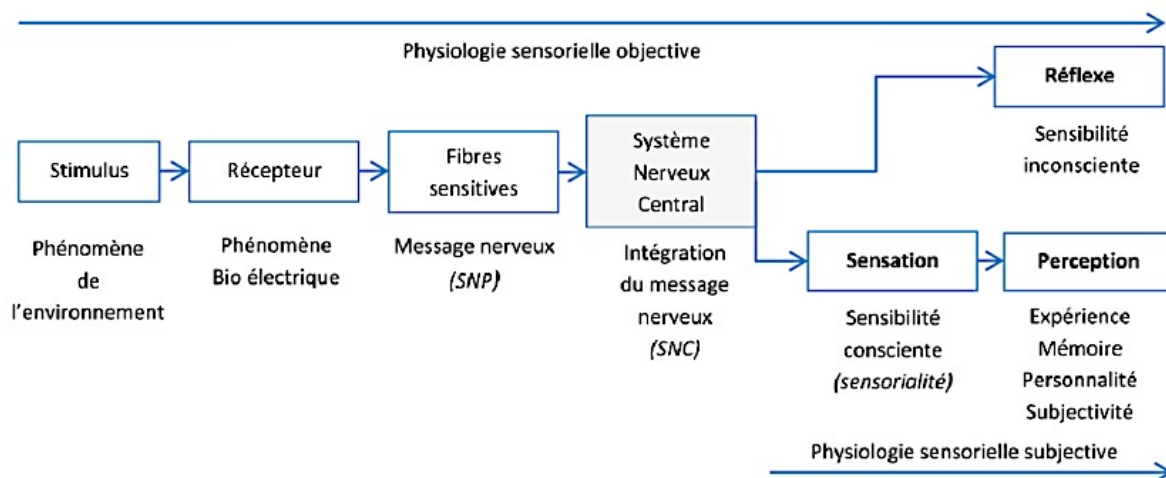 Physiologie sensorielle objective
Réflexe
Sensibilité
inconsciente
Stimulus
Phénomène
de
l'environnement
Récepteur
Phénomène
Bio électrique
Fibres
sensitives
Message nerveux
(SNP)
Système
Nerveux
Central
Intégration
du message
nerveux
(SNC)
Sensation
Sensibilité
consciente
(sensorialité)
Perception
Expérience
Mémoire
Personnalité
Subjectivité
Physiologie sensorielle subjective